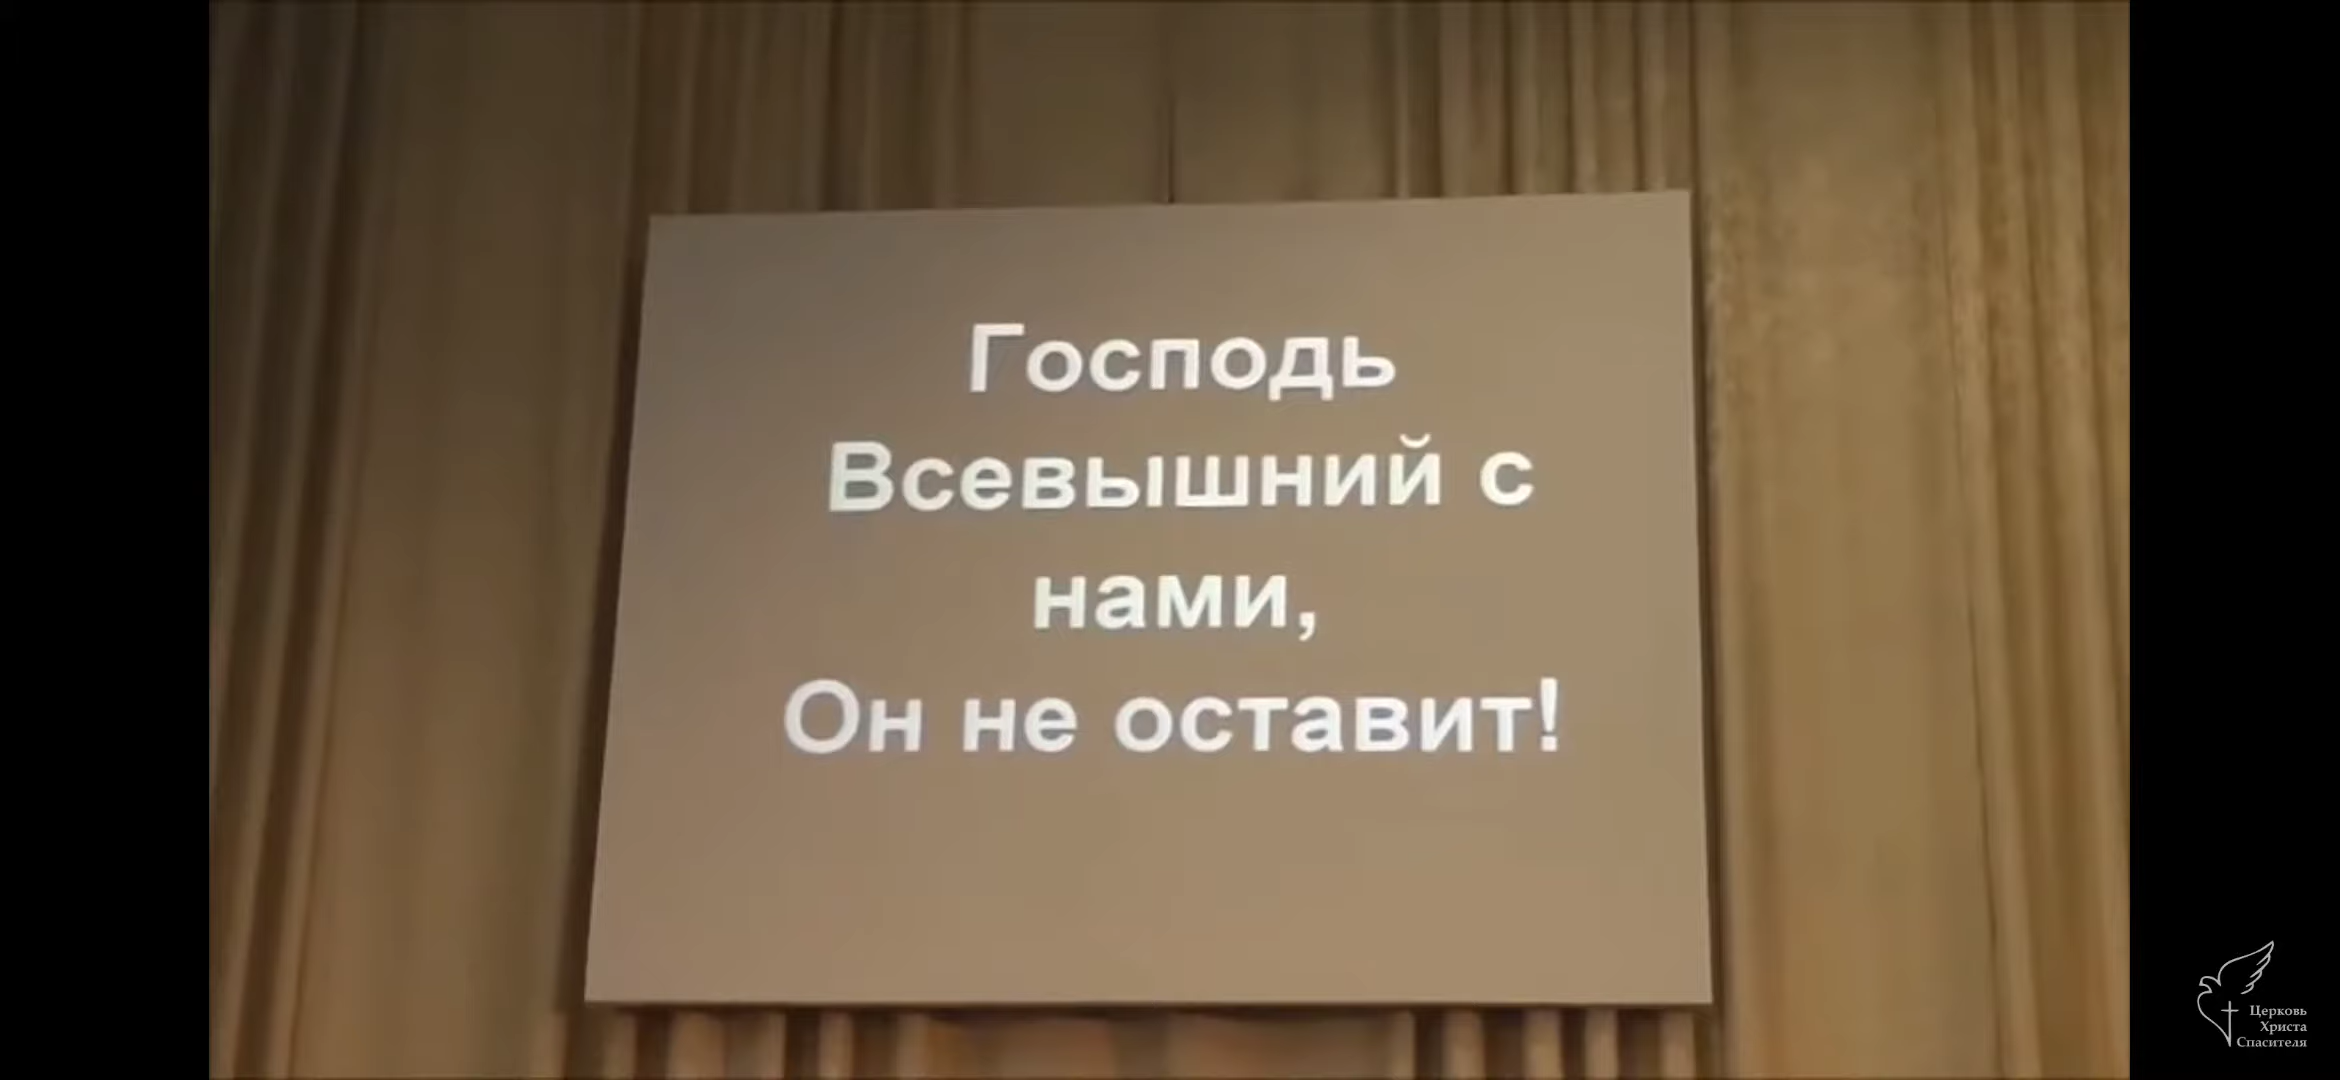 Господь
Всевышний с
нами,
Он не оставит!
Церковь
Христа
Спасителя